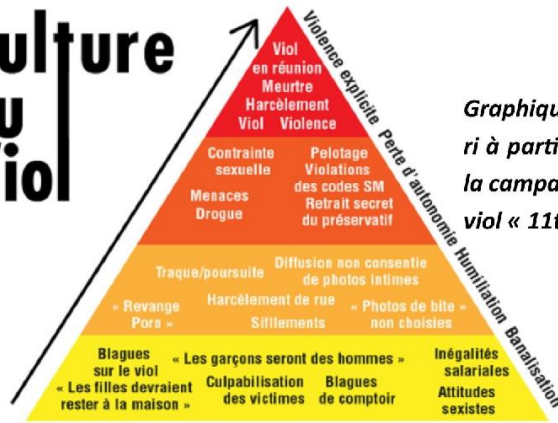 ulture
u
iol
Viol
en réunion
Meurtre
Harcèlement
Viol Violence
Contrainte
sexuelle
Pelotage
Violations
des codes SM
Menaces
Drogue
Retrait secret
du préservatif
Traque/poursuite
Diffusion non consentie
de photos intimes
« Revange
Porn »
Harcèlement de rue
Sifflements
« Photos de bite »
non choisies
Blagues
sur le viol
« Les garçons seront des hommes »
Inégalités
salariales
« Les filles devraient
rester à la maison »
Culpabilisation
des victimes
Blagues
de comptoir
Attitudes
sexistes
Violence explicite Perte d'autonomie Humiliation Banalisation
Graphiqu
ri à parti
la campa
viol « 11t